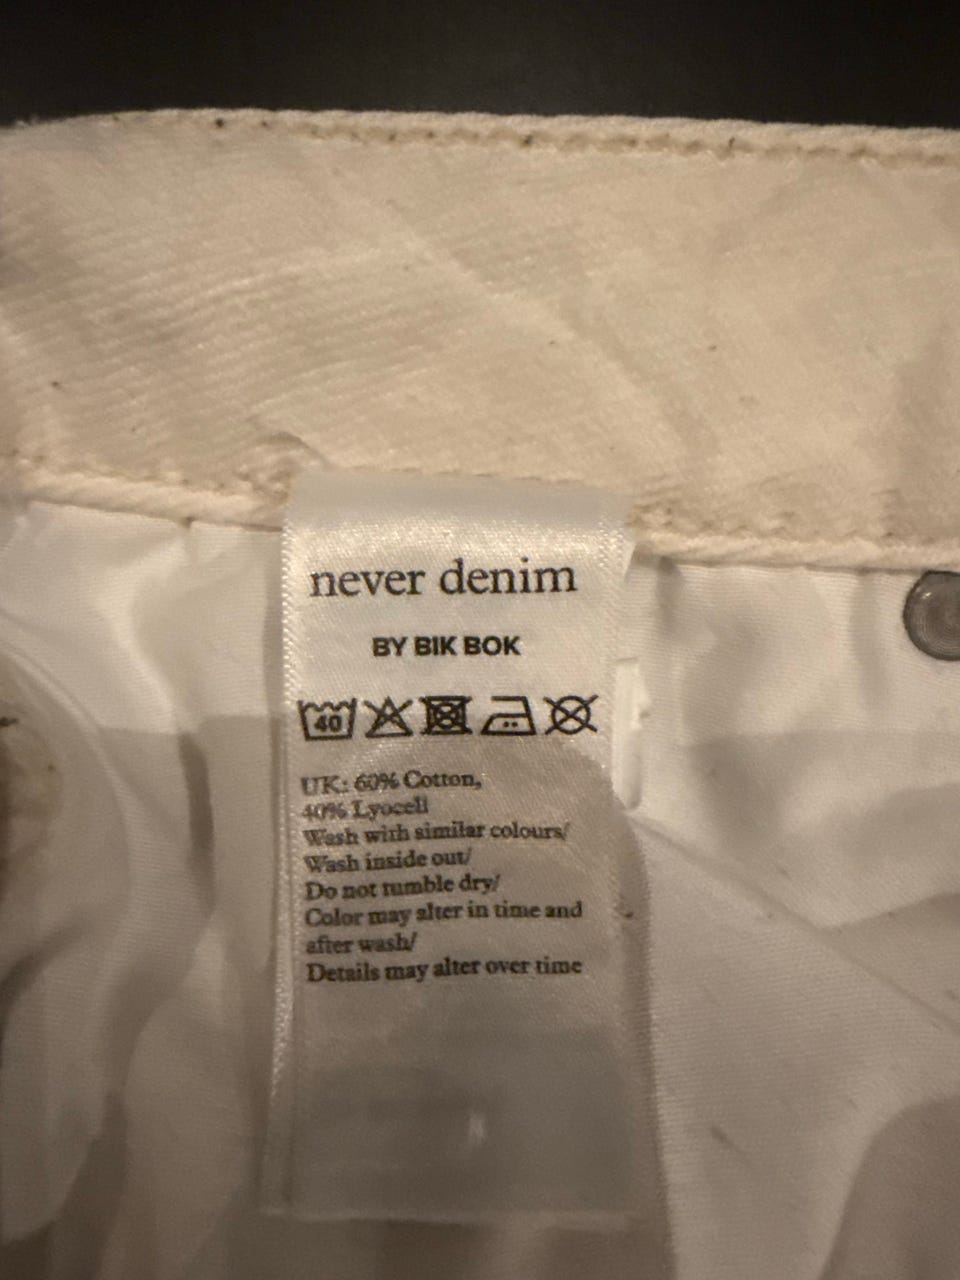 never denim
BY BIK BOK
40
UK: 60% Cotton,
40% Lyocell
Wash with similar colours/
Wash inside out/
Do not tumble dry/
Color may alter in time and
after wash/
Details may alter over time